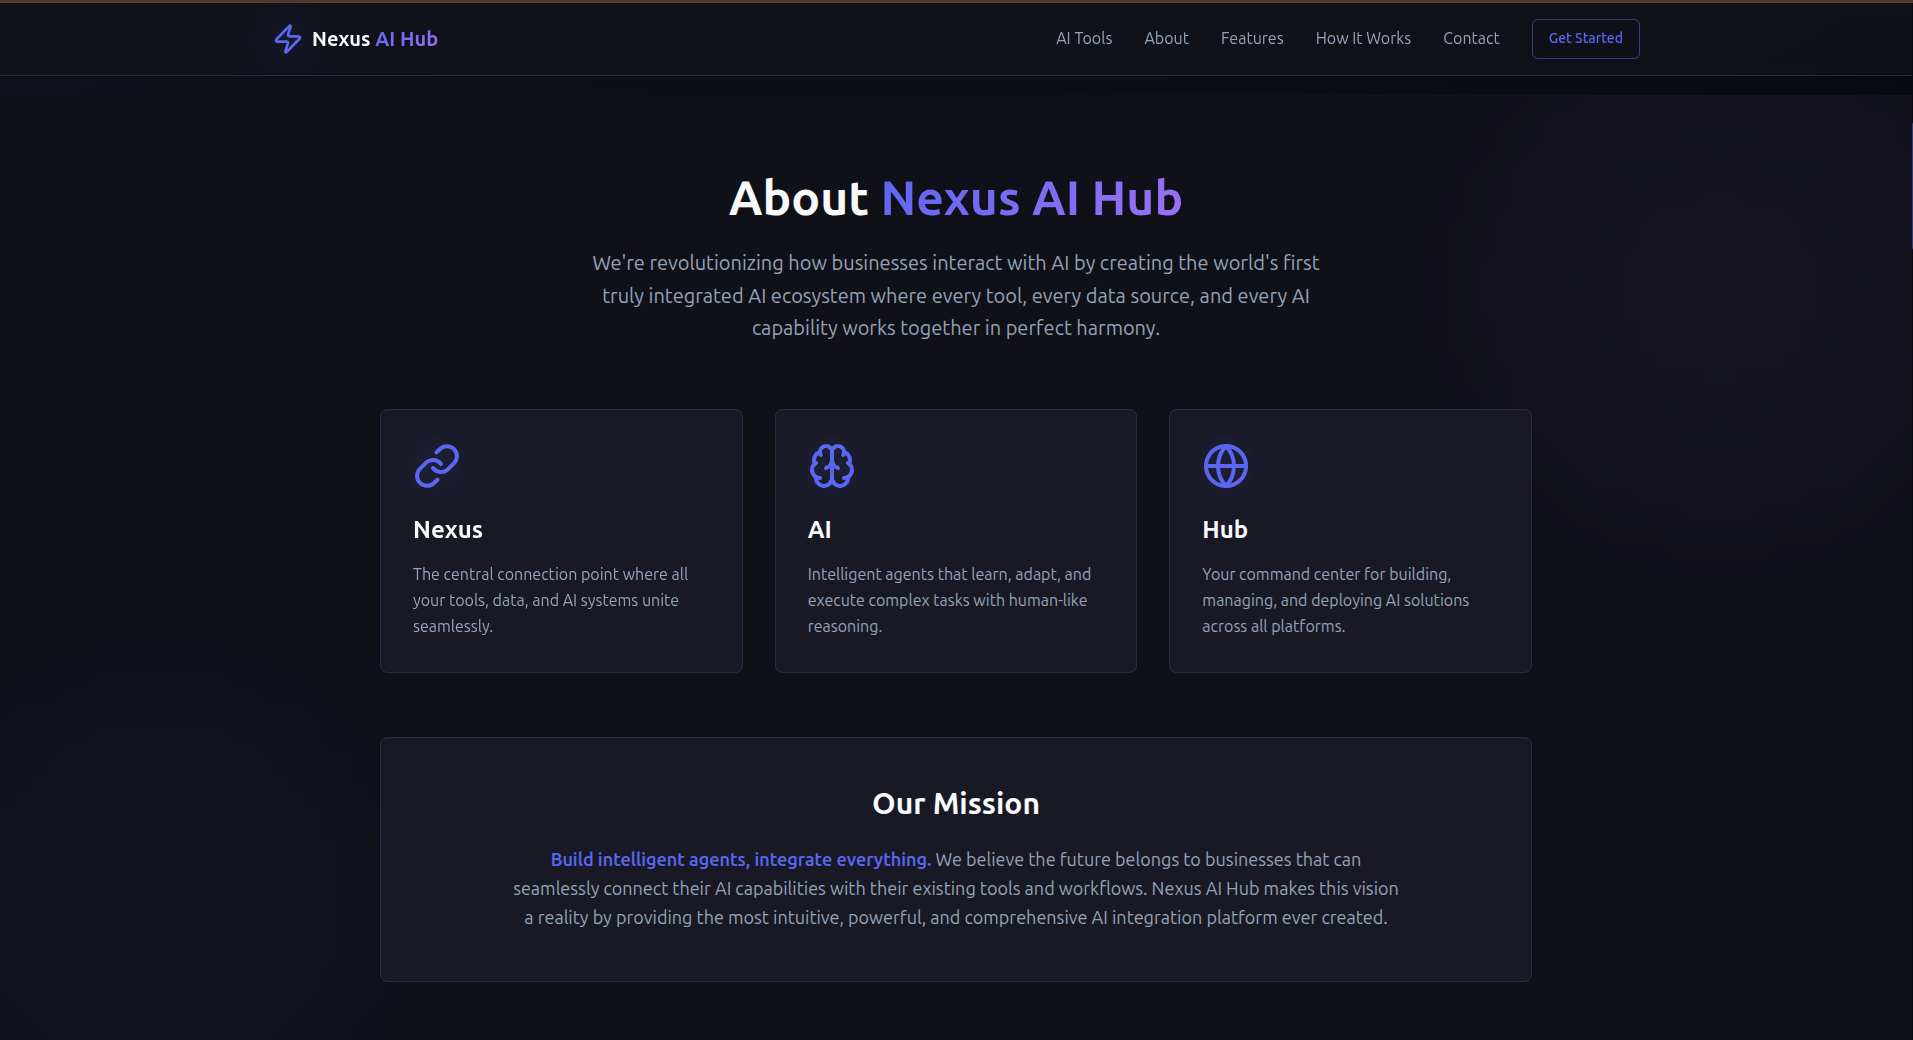 Nexus AI Hub
AI Tools
About
Features
How It Works
Contact
Get Started
About Nexus AI Hub
We're revolutionizing how businesses interact with AI by creating the world's first
truly integrated AI ecosystem where every tool, every data source, and every AI
capability works together in perfect harmony.
Nexus
The central connection point where all
your tools, data, and AI systems unite
seamlessly.
AI
Intelligent agents that learn, adapt, and
execute complex tasks with human-like
reasoning.
Hub
Your command center for building,
managing, and deploying AI solutions
across all platforms.
Our Mission
Build intelligent agents, integrate everything. We believe the future belongs to businesses that can
seamlessly connect their AI capabilities with their existing tools and workflows. Nexus AI Hub makes this vision
a reality by providing the most intuitive, powerful, and comprehensive AI integration platform ever created.